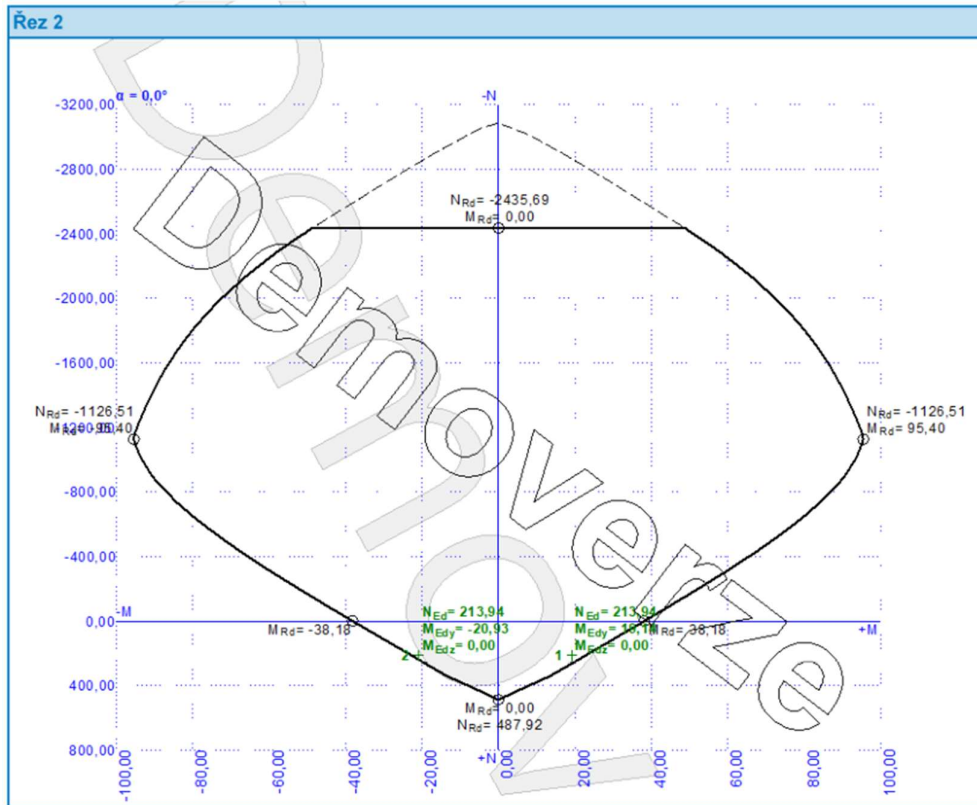 Řez 2
α = 0,0°
-N
-3200,00
-2800,00
NRd= -2435,69
MRd= 0,00
-2400,00
-2000,00
-1600,00
NRd= -1126,51
NRd= -1126,51
MRd= 95,40
-800,00
-400,00
-M
0,00
NEd= 213,94
NEd= 213,94
MRd= -38,18
MEdy= -20,93
MEdy=
MRd= 38,18
+M
MEdz= 0,00
MEdz= 0,00
2
1
400,00
MRd= 0,00
NRd= 487,92
800,00
+N
-100,00
-80,00
-60,00
-40,00
-20,00
0,00
20,00
40,00
60,00
80,00
100,00
Demoverze